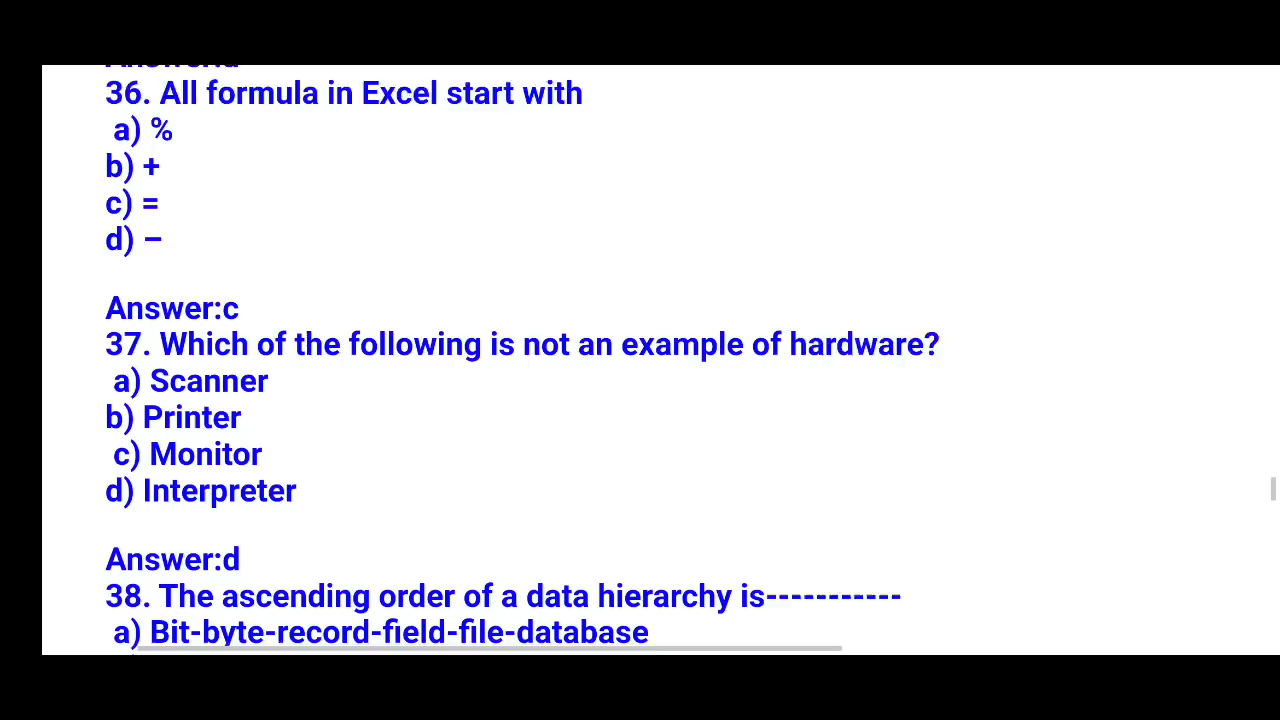 36. All formula in Excel start with
a) %
b) +
c) =
d) –
Answer:c
37. Which of the following is not an example of hardware?
a) Scanner
b) Printer
c) Monitor
d) Interpreter
Answer:d
38. The ascending order of a data hierarchy is-----------
a) Bit-byte-record-field-file-database